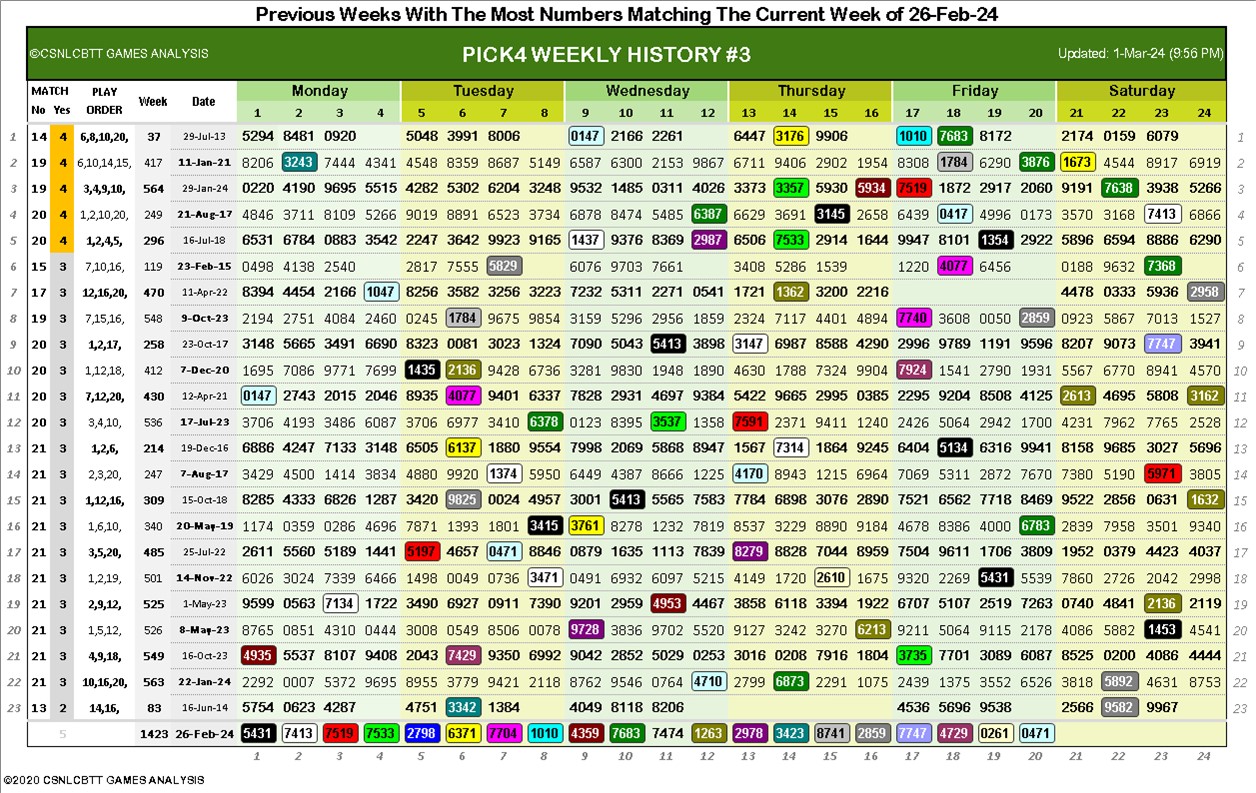 Previous Weeks With The Most Numbers Matching The Current Week of 26-Feb-24
©CSNLCBTT GAMES ANALYSIS PICK4 WEEKLY HISTORY #3 Updated: 1-Mar-24 (9:56 PM)
MATCH PLAY Week Date Monday Tuesday Wednesday Thursday Friday Saturday
No Yes ORDER 1 2 3 4 5 6 7 8 9 10 11 12 13 14 15 16 17 18 19 20 21 22 23 24
1 14 4 6,8,10,20, 37 29-Jul-13 5294 8481 0920 5048 3991 8006 0147 2166 2261 6447 3176 9906 1010 7683 8172 2174 0159 6079 1
2 19 4 6,10,14,15, 417 11-Jan-21 8206 3243 7444 4341 4548 8359 8687 5149 6587 6300 2153 9867 6711 9406 2902 1954 8308 1784 6290 3876 1673 4544 8917 6919 2
3 19 4 3,4,9,10, 564 29-Jan-24 0220 4190 9695 5515 4282 5302 6204 3248 9532 1485 0311 4026 3373 3357 5930 5934 7519 1872 2917 2060 9191 7638 3938 5266 3
4 20 4 1,2,10,20, 249 21-Aug-17 4846 3711 8109 5266 9019 8891 6523 3734 6878 8474 5485 6387 6629 3691 3145 2658 6439 0417 4996 0173 3570 3168 7413 6866 4
5 20 4 1,2,4,5, 296 16-Jul-18 6531 6784 0883 3542 2247 3642 9923 9165 1437 9376 8369 2987 6506 7533 2914 1644 9947 8101 1354 2922 5896 6594 8886 6290 5
6 15 3 7,10,16, 119 23-Feb-15 0498 4138 2540 2817 7555 5829 6076 9703 7661 3408 5286 1539 1220 4077 6456 0188 9632 7368 6
7 17 3 12,16,20, 470 11-Apr-22 8394 4454 2166 1047 8256 3582 3256 3223 7232 5311 2271 0541 1721 1362 3200 2216 4478 0333 5936 2958 7
8 19 3 7,15,16, 548 9-Oct-23 2194 2751 4084 2460 0245 1784 9675 9854 3159 5296 2956 1859 2324 7117 4401 4894 7740 3608 0050 2859 0923 5867 7013 1527 8
9 20 3 1,2,17, 258 23-Oct-17 3148 5665 3491 6690 8323 0081 3023 1324 7090 5043 5413 3898 3147 6987 8588 4290 2996 9789 1191 9596 8207 9073 7747 3941 9
10 20 3 1,12,18, 412 7-Dec-20 1695 7086 9771 7699 1435 2136 9428 6736 3281 9830 1948 1890 4630 1788 7324 9904 7924 1541 2790 1931 5567 6770 8941 4570 10
11 20 3 7,12,20, 430 12-Apr-21 0147 2743 2015 2046 8935 4077 9401 6337 7828 2931 4697 9384 5422 9665 2995 0385 2295 9204 8508 4125 2613 4695 5808 3162 11
12 20 3 3,4,10, 536 17-Jul-23 3706 4193 3486 6087 3706 6977 3410 6378 0123 8395 3537 1358 7591 2371 9411 1240 2426 5064 2942 1700 4231 7962 7765 2528 12
13 21 3 1,2,6, 214 19-Dec-16 6886 4247 7133 3148 6505 6137 1880 9554 7998 2069 5868 8947 1567 7314 1864 9245 6404 5134 6316 9941 8158 9685 3027 5696 13
14 21 3 2,3,20, 247 7-Aug-17 3429 4500 1414 3834 4880 9920 1374 5950 6449 4387 8666 1225 4170 8943 1215 6964 7069 5311 2872 7670 7380 5190 5971 3805 14
15 21 3 1,12,16, 309 15-Oct-18 8285 4333 6826 1287 3420 9825 0024 4957 3001 5413 5565 7583 7784 6898 3076 2890 7521 6562 7718 8469 9522 2856 0631 1632 15
16 21 3 1,6,10, 340 20-May-19 1174 0359 0286 4696 7871 1393 1801 3415 3761 8278 1232 7819 8537 3229 8890 9184 4678 8386 4000 6783 2839 7958 3501 9340 16
17 21 3 3,5,20, 485 25-Jul-22 2611 5560 5189 1441 5197 4657 0471 8846 0879 1635 1113 7839 8279 8828 7044 8959 7504 9611 1706 3809 1952 0379 4423 4037 17
18 21 3 1,2,19, 501 14-Nov-22 6026 3024 7339 6466 1498 0049 0736 3471 0491 6932 6097 5215 4149 1720 2610 1675 9320 2269 5431 5539 7860 2726 2042 2998 18
19 21 3 2,9,12, 525 1-May-23 9599 0563 7134 1722 3490 6927 0911 7390 9201 2959 4953 4467 3858 6118 3394 1922 6707 5107 2519 7263 0740 4841 2136 2119 19
20 21 3 1,5,12, 526 8-May-23 8765 0851 4310 0444 3008 6549 8506 0078 9728 3836 9702 5520 9127 3242 3270 6213 9211 5064 9115 2178 4086 5882 1453 4541 20
21 21 3 4,9,18, 549 16-Oct-23 4935 5537 8107 9408 2043 7429 9350 6992 9042 2852 5029 0253 3016 0208 7916 1804 3735 7701 3089 6087 8525 0200 4086 4444 21
22 21 3 10,16,20, 563 22-Jan-24 2292 0007 5372 9695 8955 3779 9421 2118 8762 9546 0764 4710 2799 6873 2291 1075 2439 1375 3552 6526 3818 5892 4631 8753 22
23 13 2 14,16, 83 16-Jun-14 5754 0623 4287 4751 3342 1384 4049 8118 8206 4536 5696 9538 2566 9582 9967 23
5 1423 26-Feb-24 5431 7413 7519 7533 2798 6371 7704 1010 4359 7683 7474 1263 2978 3423 8741 2859 7747 4729 0261 0471
1 2 3 4 5 6 7 8 9 10 11 12 13 14 15 16 17 18 19 20 21 22 23 24
©2020 CSNLCBTT GAMES ANALYSIS